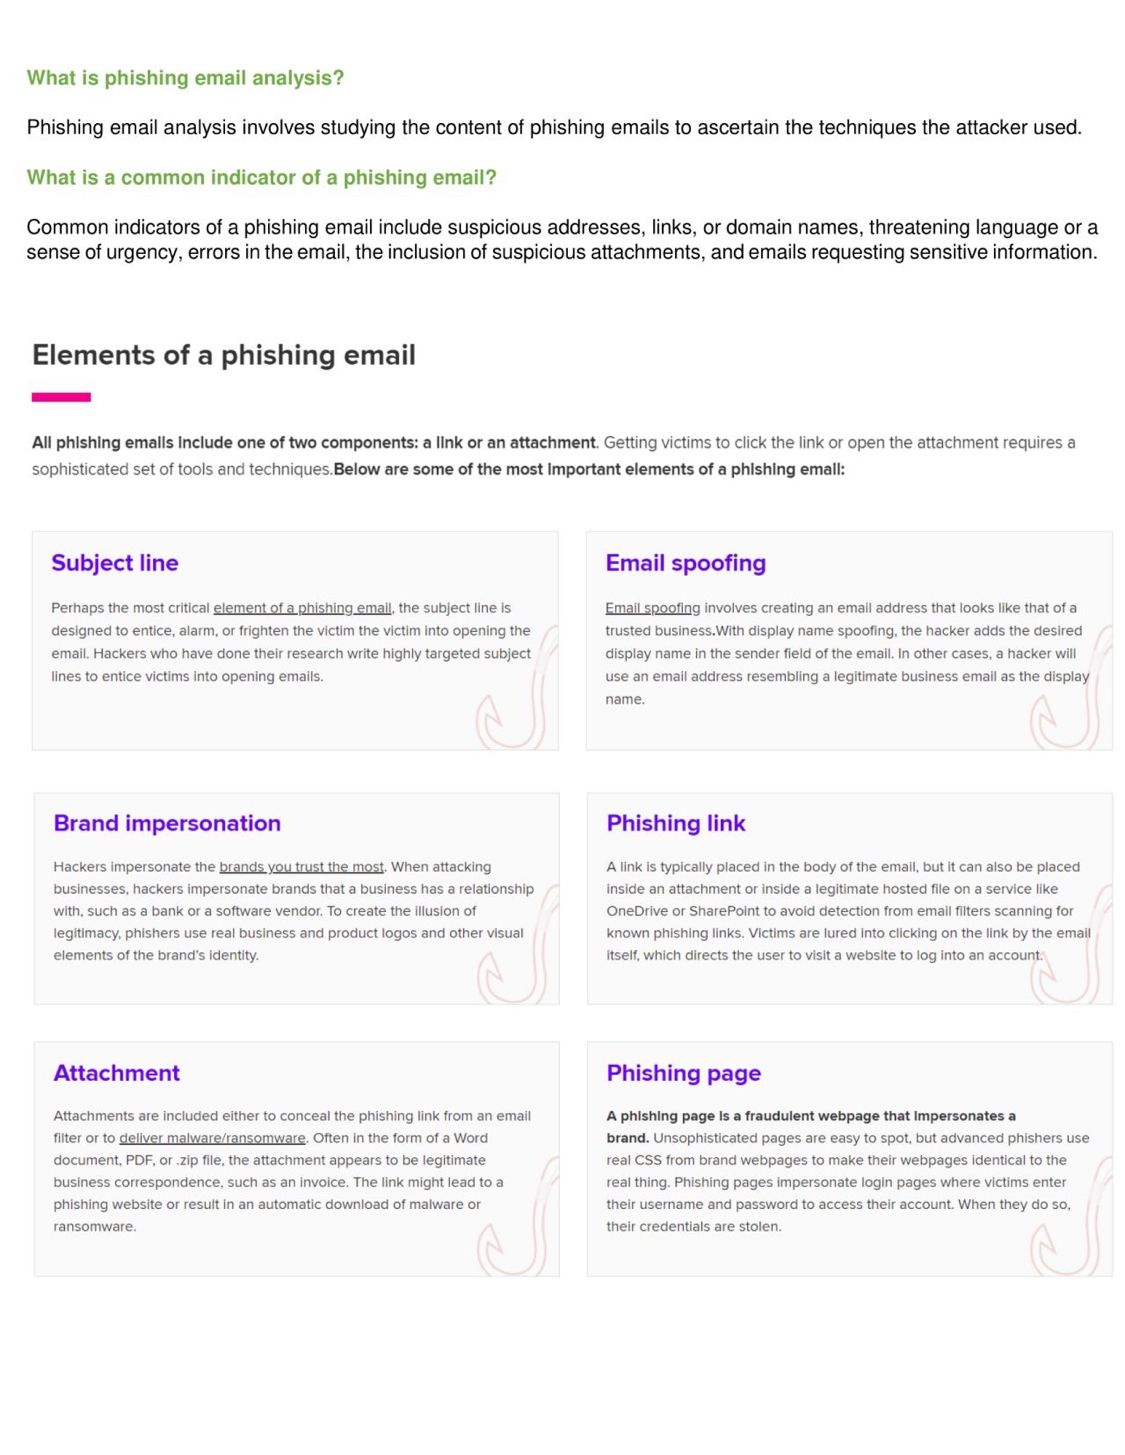 What is phishing email analysis?
Phishing email analysis involves studying the content of phishing emails to ascertain the techniques the attacker used.
What is a common indicator of a phishing email?
Common indicators of a phishing email include suspicious addresses, links, or domain names, threatening language or a
sense of urgency, errors in the email, the inclusion of suspicious attachments, and emails requesting sensitive information.
Elements of a phishing email
All phishing emails include one of two components: a link or an attachment. Getting victims to click the link or open the attachment requires a
sophisticated set of tools and techniques.Below are some of the most important elements of a phishing email:
Subject line
Perhaps the most critical element of a phishing email, the subject line is
designed to entice, alarm, or frighten the victim the victim into opening the
email. Hackers who have done their research write highly targeted subject
lines to entice victims into opening emails.
Email spoofing
Email spoofing involves creating an email address that looks like that of a
trusted business.With display name spoofing, the hacker adds the desired
display name in the sender field of the email. In other cases, a hacker will
use an email address resembling a legitimate business email as the display
name.
Brand impersonation
Hackers impersonate the brands you trust the most. When attacking
businesses, hackers impersonate brands that a business has a relationship
with, such as a bank or a software vendor. To create the illusion of
legitimacy, phishers use real business and product logos and other visual
elements of the brand's identity.
Phishing link
A link is typically placed in the body of the email, but it can also be placed
inside an attachment or inside a legitimate hosted file on a service like
OneDrive or SharePoint to avoid detection from email filters scanning for
known phishing links. Victims are lured into clicking on the link by the email
itself, which directs the user to visit a website to log into an account.
Attachment
Attachments are included either to conceal the phishing link from an email
filter or to deliver malware/ransomware. Often in the form of a Word
document, PDF, or .zip file, the attachment appears to be legitimate
business correspondence, such as an invoice. The link might lead to a
phishing website or result in an automatic download of malware or
ransomware.
Phishing page
A phishing page is a fraudulent webpage that impersonates a
brand. Unsophisticated pages are easy to spot, but advanced phishers use
real CSS from brand webpages to make their webpages identical to the
real thing. Phishing pages impersonate login pages where victims enter
their username and password to access their account. When they do so,
their credentials are stolen.